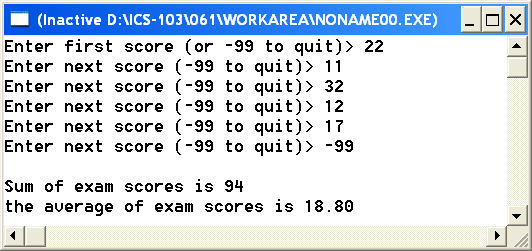 (Inactive D:\ICS-103\061\WORKAREA\NONAME00.EXE)
Enter first score (or -99 to quit)> 22
Enter next score (-99 to quit)> 11
Enter next score (-99 to quit)> 32
Enter next score (-99 to quit)> 12
Enter next score (-99 to quit)> 17
Enter next score (-99 to quit)> -99
Sum of exam scores is 94
the average of exam scores is 18.80